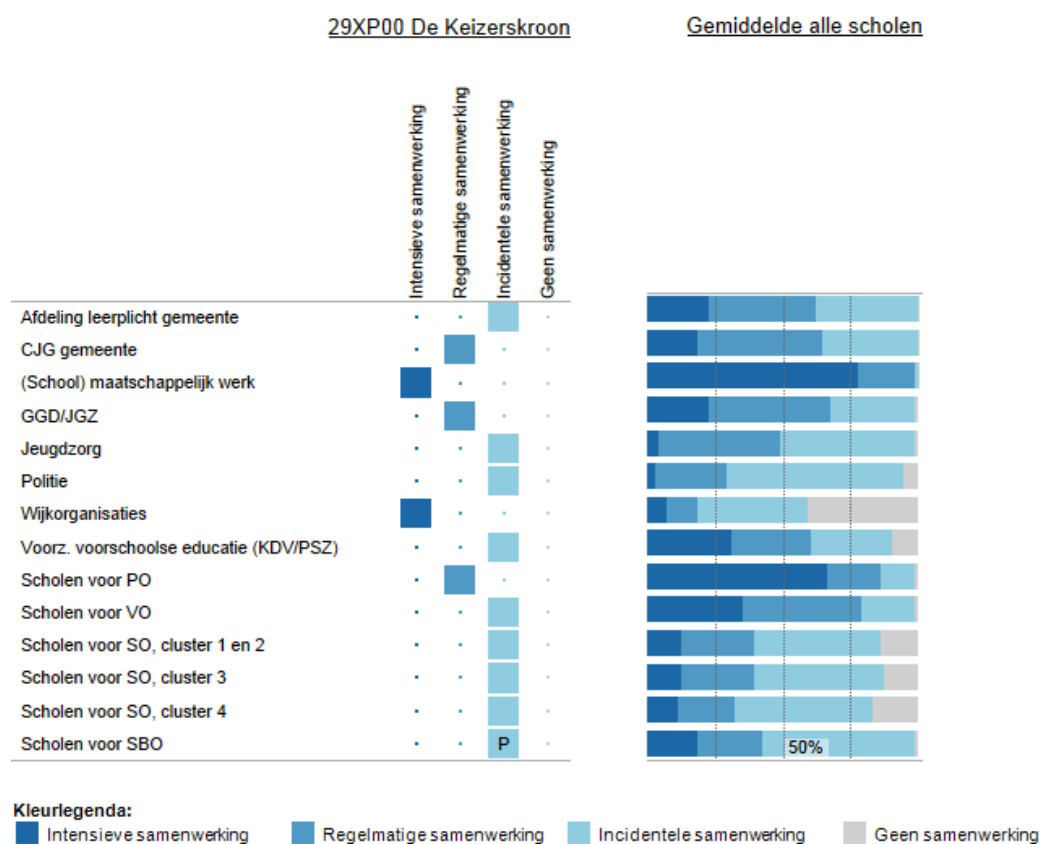 29XP00 De Keizerskroon
Gemiddelde alle scholen
Intensieve samenwerking
Regelmatige samenwerking
Incidentele samenwerking
Geen samenwerking
Afdeling leerplicht gemeente
CJG gemeente
(School) maatschappelijk werk
GGD/JGZ
Jeugdzorg
Politie
Wijkorganisaties
Voorz. voorschoolse educatie (KDV/PSZ)
Scholen voor PO
Scholen voor VO
Scholen voor SO, cluster 1 en 2
Scholen voor SO, cluster 3
Scholen voor SO, cluster 4
Scholen voor SBO P 50%
Kleurlegenda:
Intensieve samenwerking Regelmatige samenwerking Incidentele samenwerking Geen samenwerking